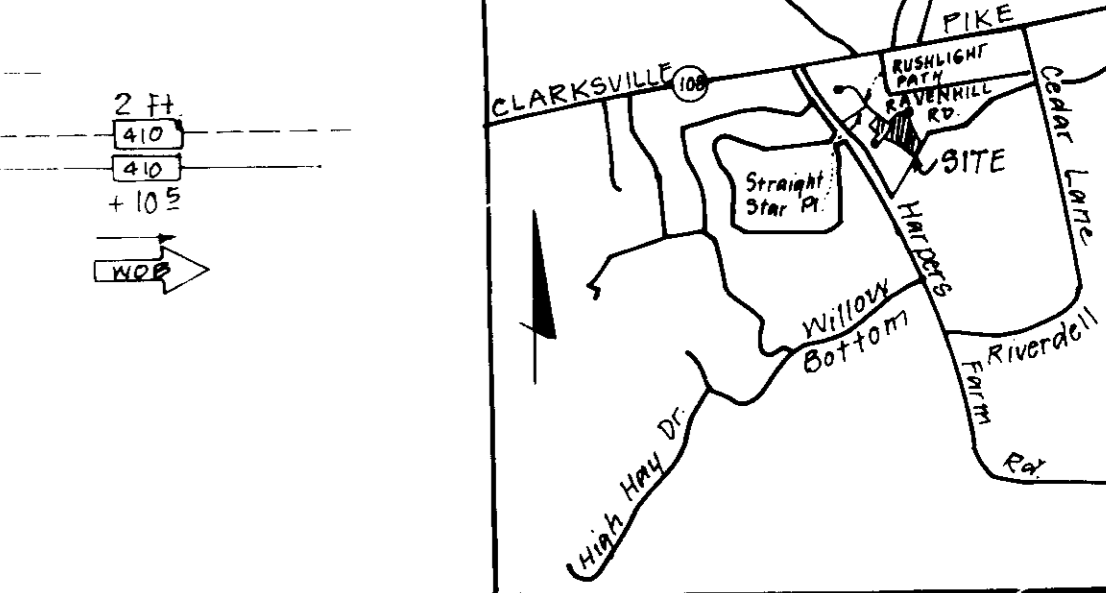 2 Ft.
410
410
+ 10 5
WOB
CLARKSVILLE 108 PIKE
RUSHLIGHT
PATH
RAVENHILL
RD.
SITE
Cedar Lane
Straight
Star Pl.
Harpers Farm Rd.
Willow
Bottom
Riverdell
High Hay Dr.